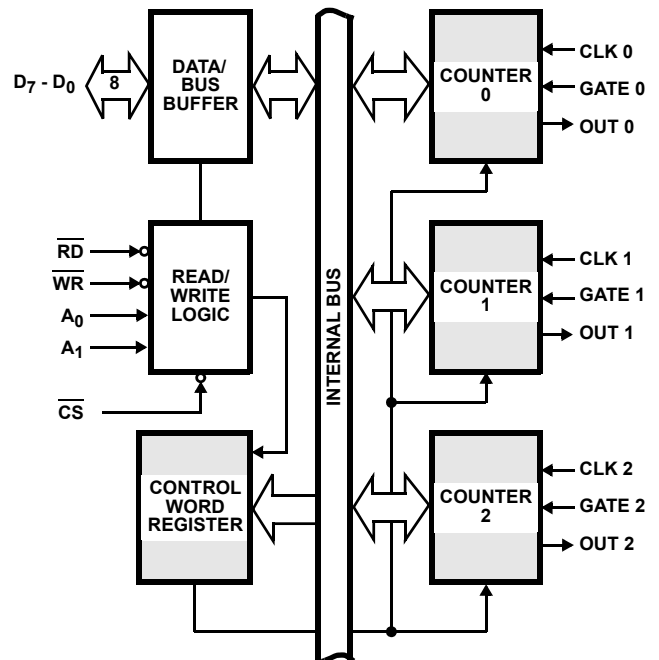 D7 - D0
8
DATA/
BUS
BUFFER
RD
WR
A0
A1
CS
READ/
WRITE
LOGIC
CONTROL
WORD
REGISTER
INTERNAL BUS
COUNTER
0
CLK 0
GATE 0
OUT 0
COUNTER
1
CLK 1
GATE 1
OUT 1
COUNTER
2
CLK 2
GATE 2
OUT 2